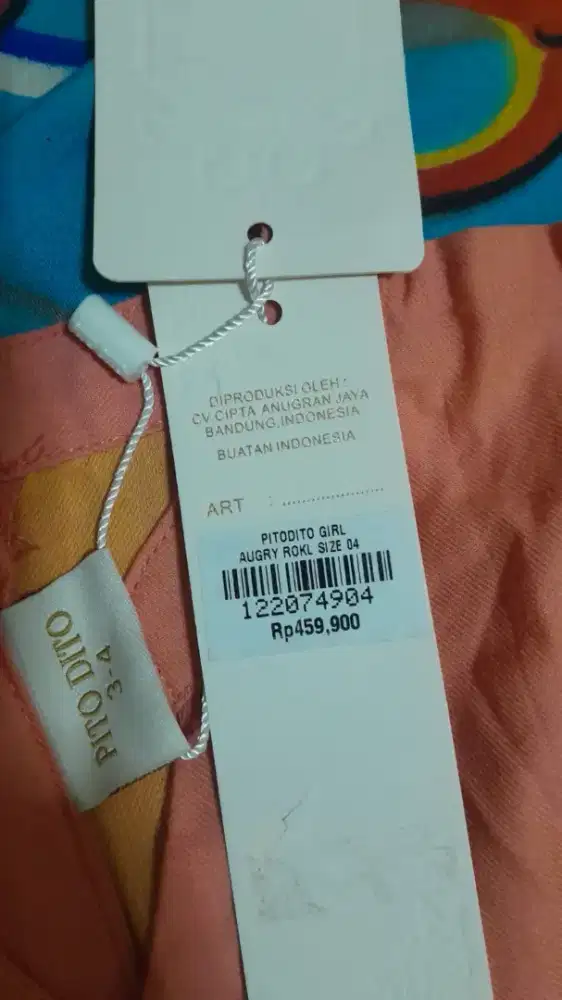 DIPRODUKSI OLEH :
CV CIPTA ANUGRAN JAYA
BANDUNG.INDONESIA
BUATAN INDONESIA
ART : ......................
PITODITO GIRL
AUGRY ROKL SIZE 04
122074904
Rp459,900
PITO DITO
3-4